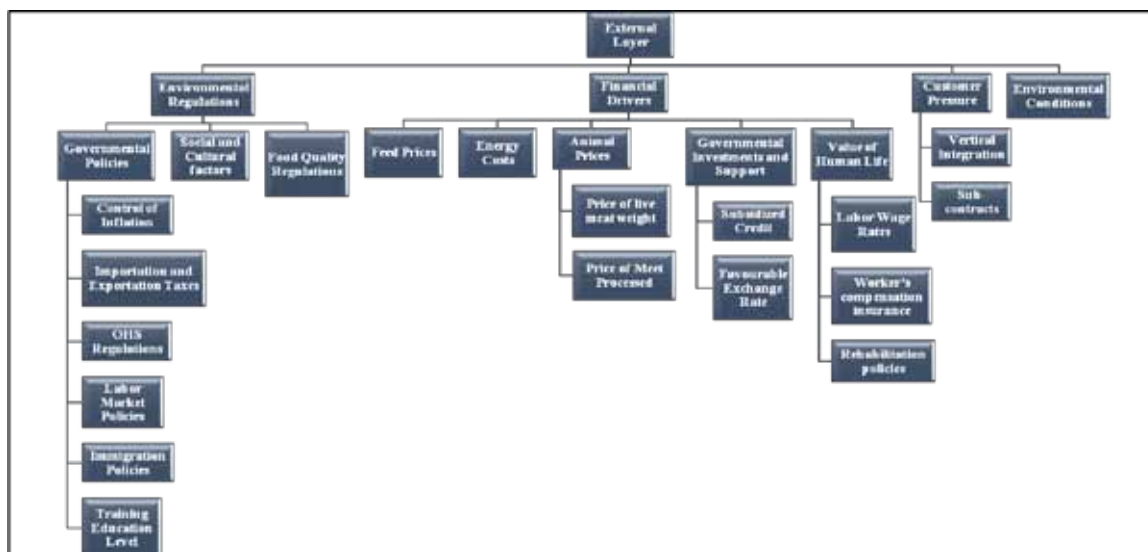 External
Layer
Environmental
Regulations
Financial
Drivers
Customer
Pressure
Environmental
Conditions
Governmental
Policies
Social and
Cultural
factors
Food Quality
Regulations
Feed Prices
Energy
Costs
Animal
Prices
Governmental
Investments and
Support
Value of
Human Life
Vertical
Integration
Sub-
contracts
Control of
Inflation
Importation and
Exportation Taxes
OHS
Regulations
Labor
Market
Policies
Immigration
Policies
Training
Education
Level
Price of live
meat weight
Price of Meet
Processed
Subsidized
Credit
Favourable
Exchange
Rate
Labor Wage
Rates
Worker's
compensation
insurance
Rehabilitation
policies